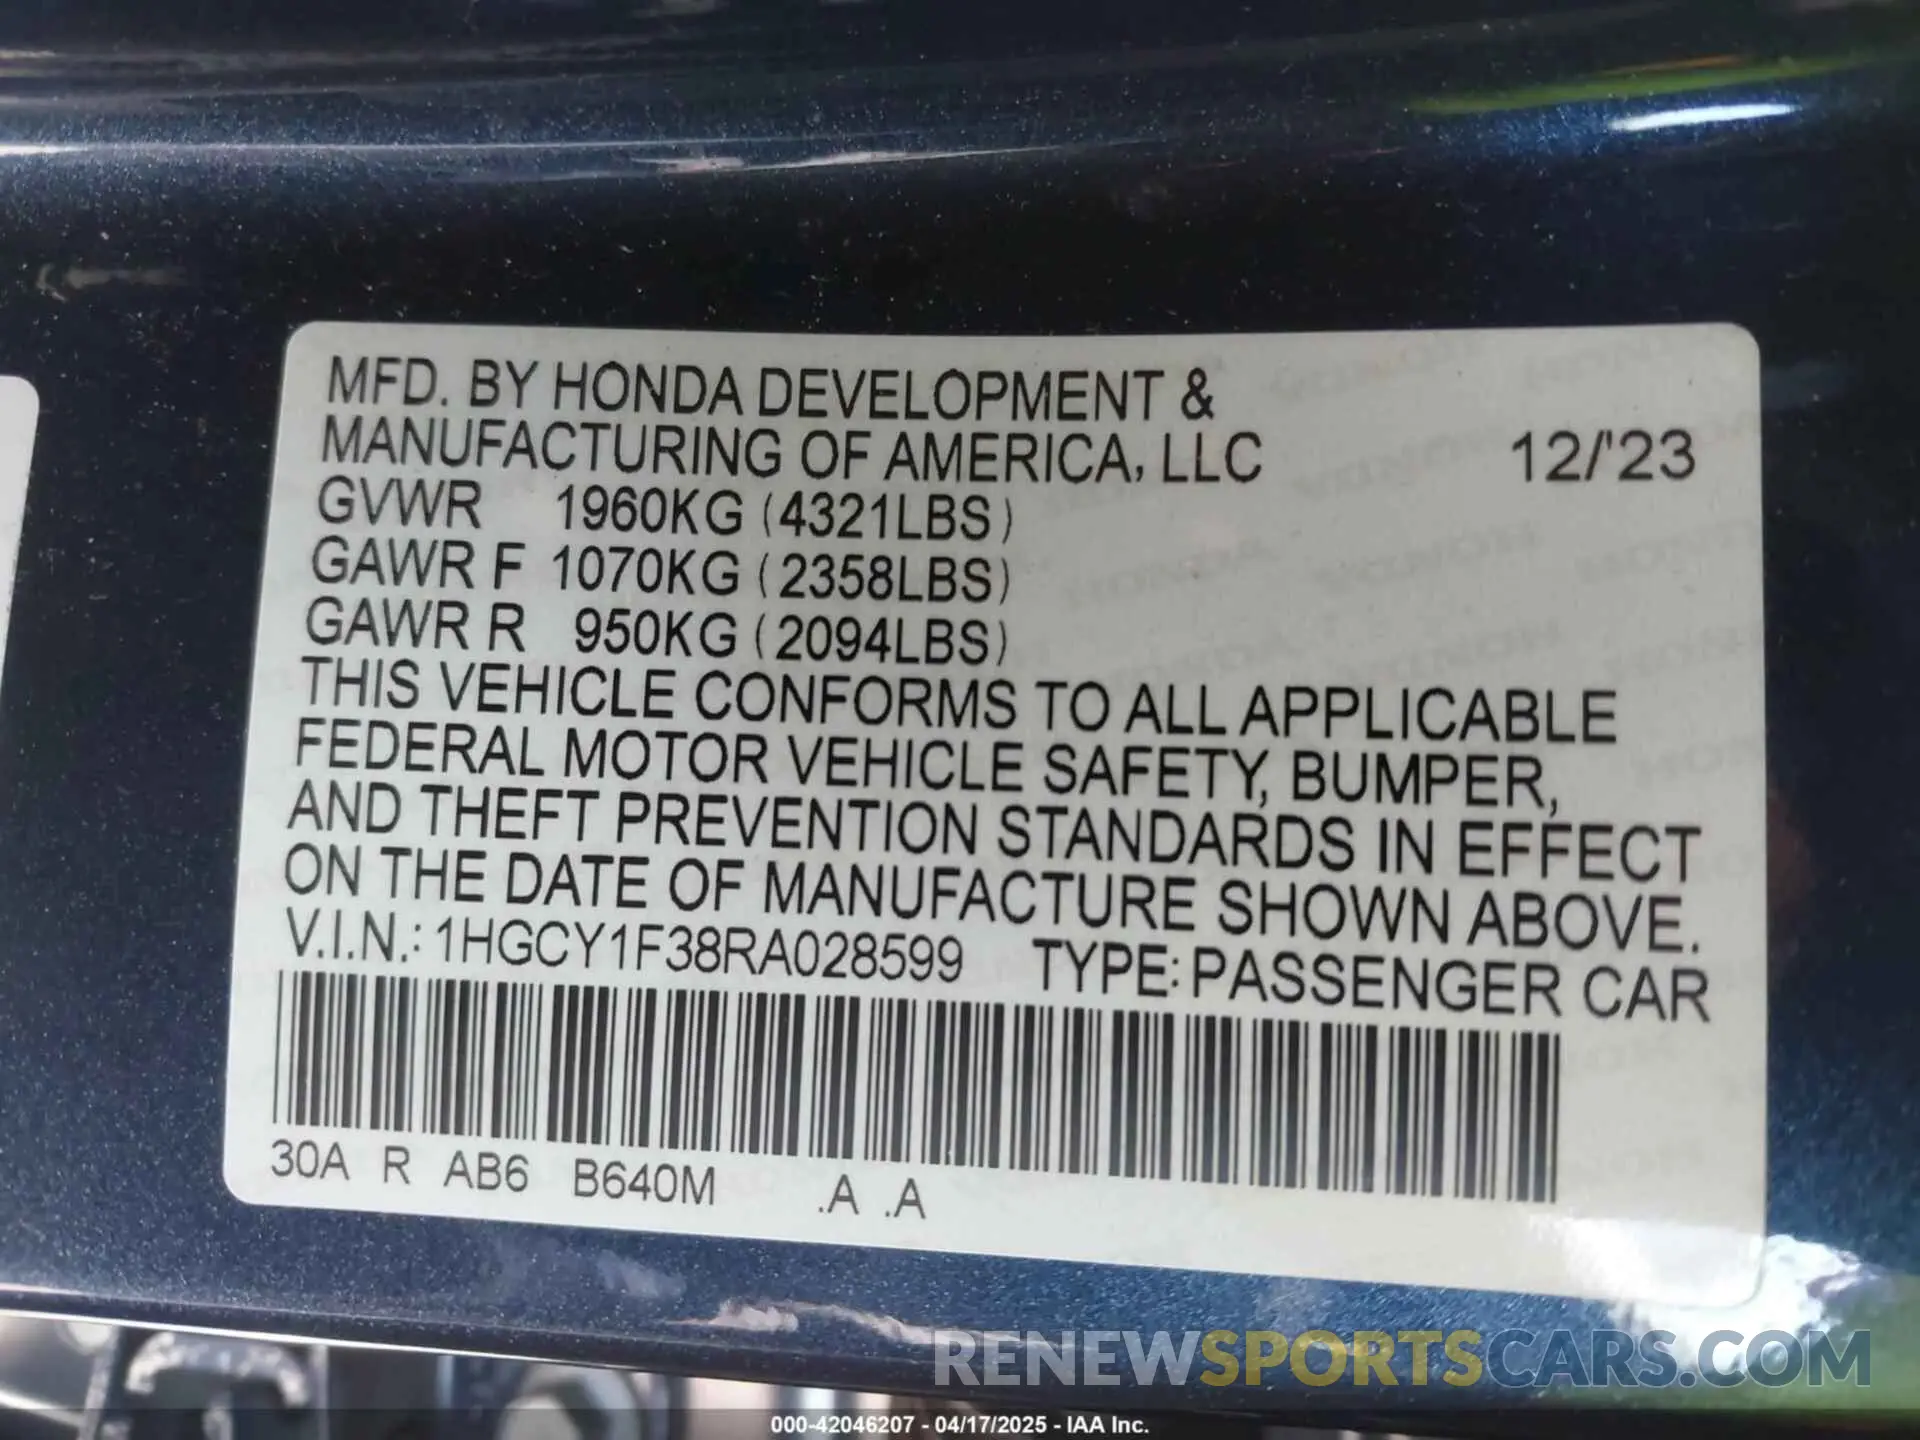 MFD. BY HONDA DEVELOPMENT &
MANUFACTURING OF AMERICA, LLC 12/'23
GVWR 1960KG (4321LBS)
GAWR F 1070KG (2358LBS)
GAWR R 950KG (2094LBS)
THIS VEHICLE CONFORMS TO ALL APPLICABLE
FEDERAL MOTOR VEHICLE SAFETY, BUMPER,
AND THEFT PREVENTION STANDARDS IN EFFECT
ON THE DATE OF MANUFACTURE SHOWN ABOVE.
V.I.N.: 1HGCY1F38RA028599 TYPE: PASSENGER CAR
30A R AB6 B640M .A .A
RENEWSPORTSCARS.COM
000-42046207 - 04/17/2025 - IAA Inc.